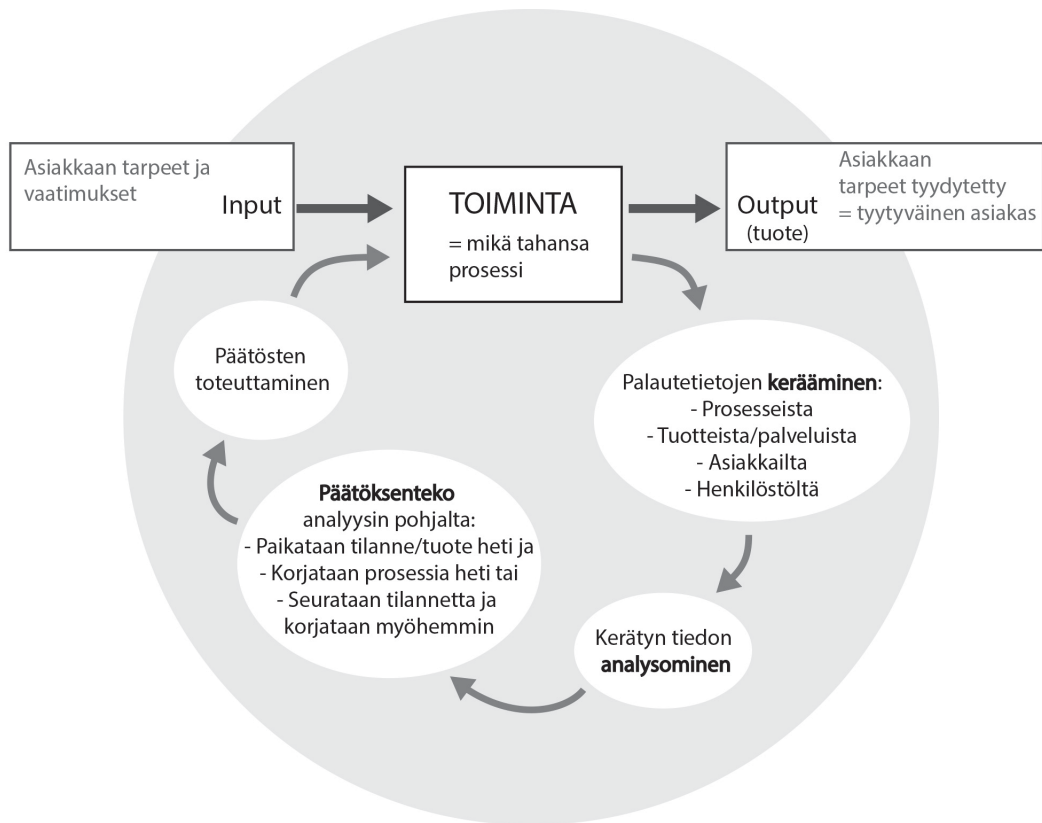 Asiakkaan tarpeet ja
vaatimukset
Input
TOIMINTA
= mikä tahansa
prosessi
Output
(tuote)
Asiakkaan
tarpeet tyydytetty
= tyytyväinen asiakas
Palautetietojen kerääminen:
- Prosesseista
- Tuotteista/palveluista
- Asiakkailta
- Henkilöstöltä
Kerätyn tiedon
analysominen
Päätöksenteko
analyysin pohjalta:
- Paikataan tilanne/tuote heti ja
- Korjataan prosessia heti tai
- Seurataan tilannetta ja
korjataan myöhemmin
Päätösten
toteuttaminen